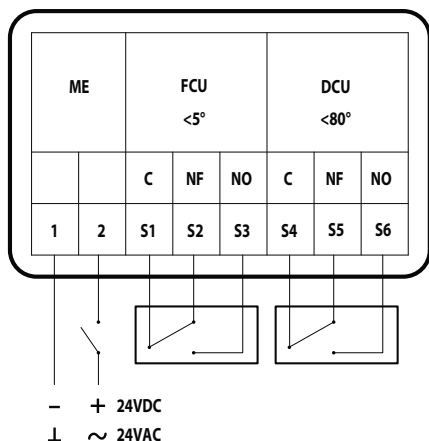 ME FCU DCU
<5° <80°
C NF NO C NF NO
1 2 S1 S2 S3 S4 S5 S6
− + 24VDC
⊥ ~ 24VAC